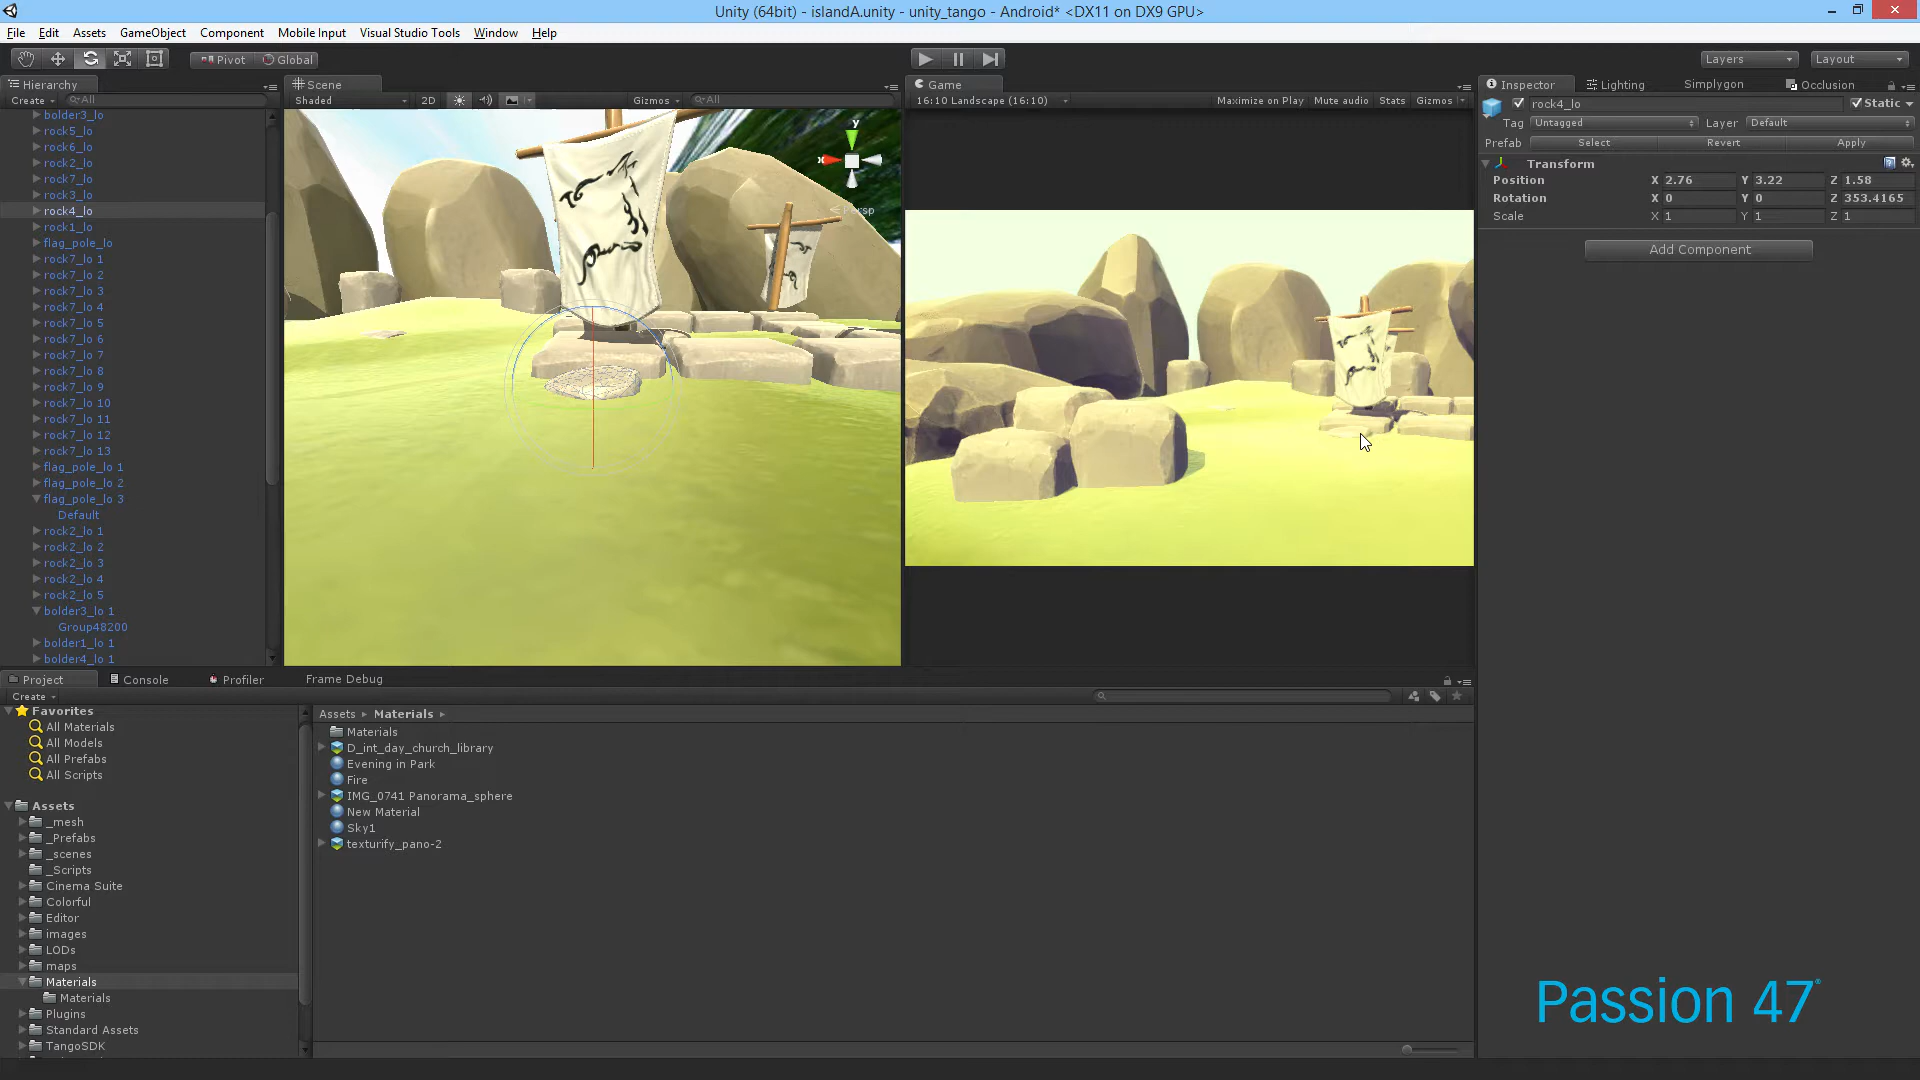 Unity (64bit) - islandA.unity - unity_tango - Android* <DX11 on DX9 GPU>
File Edit Assets GameObject Component Mobile Input Visual Studio Tools Window Help
Pivot Global Layers Layout
Hierarchy
Create All
bolder3_lo
rock5_lo
rock6_lo
rock2_lo
rock7_lo
rock3_lo
rock4_lo
rock1_lo
flag_pole_lo
rock7_lo 1
rock7_lo 2
rock7_lo 3
rock7_lo 4
rock7_lo 5
rock7_lo 6
rock7_lo 7
rock7_lo 8
rock7_lo 9
rock7_lo 10
rock7_lo 11
rock7_lo 12
rock7_lo 13
flag_pole_lo 1
flag_pole_lo 2
flag_pole_lo 3
Default
rock2_lo 1
rock2_lo 2
rock2_lo 3
rock2_lo 4
rock2_lo 5
bolder3_lo 1
Group48200
bolder1_lo 1
bolder4_lo 1
Scene
Shaded 2D Gizmos All
y
x
Persp
Game
16:10 Landscape (16:10) Maximize on Play Mute audio Stats Gizmos
Inspector Lighting Simplygon Occlusion
rock4_lo Static
Tag Untagged Layer Default
Prefab Select Revert Apply
Transform
Position X 2.76 Y 3.22 Z 1.58
Rotation X 0 Y 0 Z 353.4165
Scale X 1 Y 1 Z 1
Add Component
Project Console Profiler Frame Debug
Create
Favorites
All Materials
All Models
All Prefabs
All Scripts
Assets
_mesh
_Prefabs
_scenes
_Scripts
Cinema Suite
Colorful
Editor
images
LODs
maps
Materials
Materials
Plugins
Standard Assets
TangoSDK
Assets Materials
Materials
D_int_day_church_library
Evening in Park
Fire
IMG_0741 Panorama_sphere
New Material
Sky1
texturify_pano-2
Passion 47